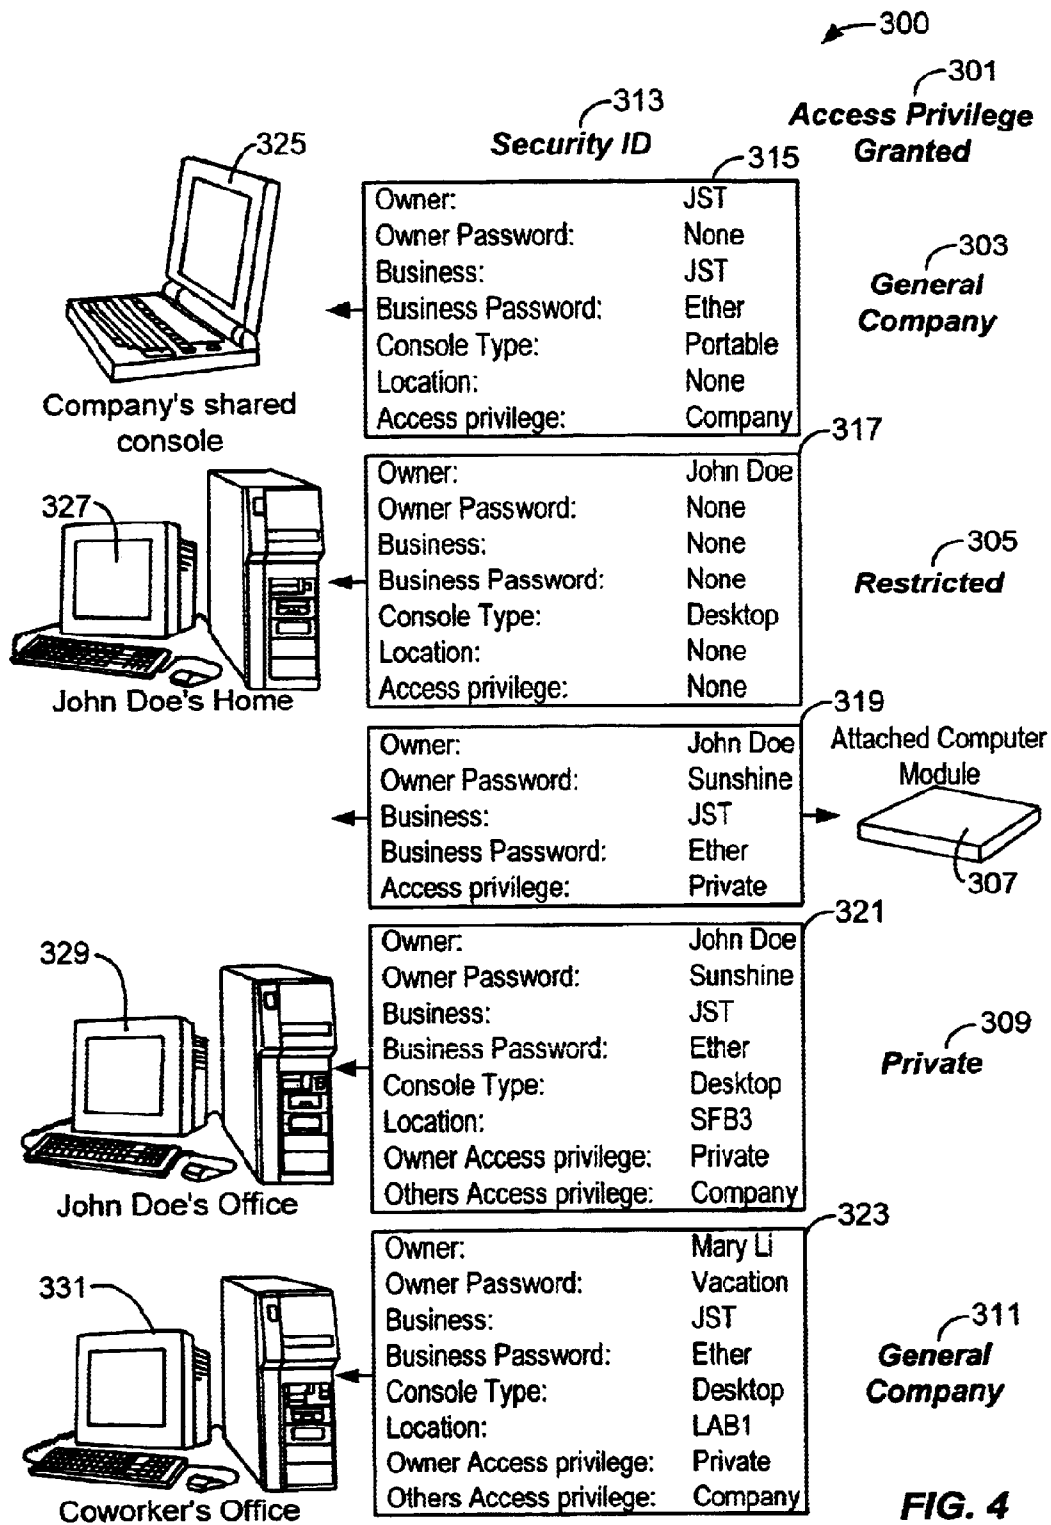 300
301
Access Privilege
Granted
313
Security ID
325
315
Owner: JST
Owner Password: None
Business: JST
Business Password: Ether
Console Type: Portable
Location: None
Access privilege: Company
303
General
Company
Company's shared
console
317
Owner: John Doe
Owner Password: None
Business: None
Business Password: None
Console Type: Desktop
Location: None
Access privilege: None
327
305
Restricted
John Doe's Home
319
Owner: John Doe
Owner Password: Sunshine
Business: JST
Business Password: Ether
Access privilege: Private
Attached Computer
Module
307
321
Owner: John Doe
Owner Password: Sunshine
Business: JST
Business Password: Ether
Console Type: Desktop
Location: SFB3
Owner Access privilege: Private
Others Access privilege: Company
329
309
Private
John Doe's Office
323
Owner: Mary Li
Owner Password: Vacation
Business: JST
Business Password: Ether
Console Type: Desktop
Location: LAB1
Owner Access privilege: Private
Others Access privilege: Company
331
311
General
Company
Coworker's Office
FIG. 4